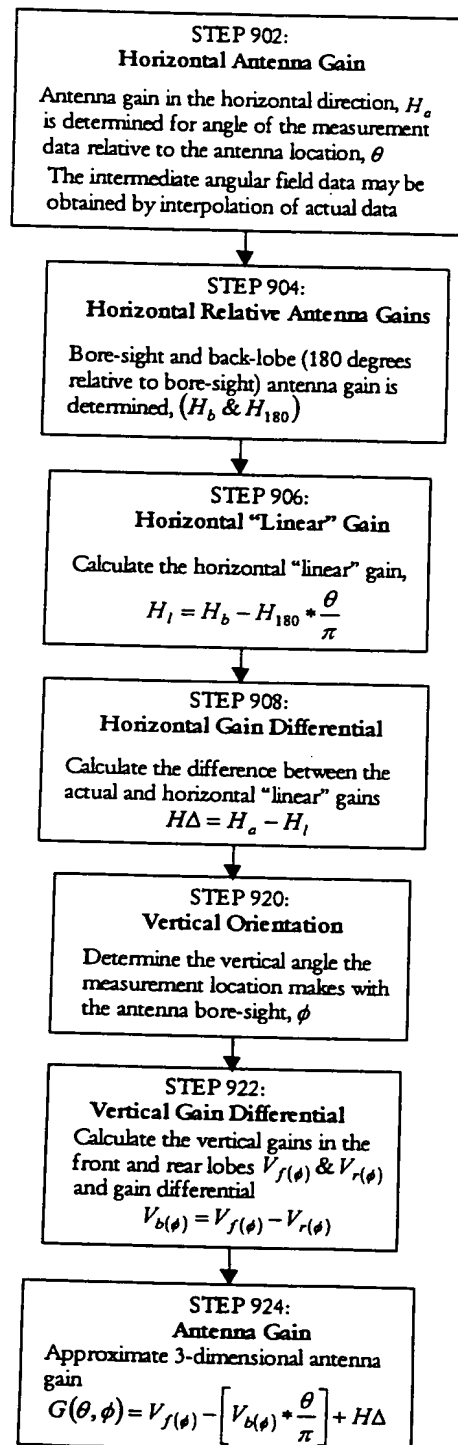 STEP 902:
Horizontal Antenna Gain
Antenna gain in the horizontal direction, Hₐ
is determined for angle of the measurement
data relative to the antenna location, θ
The intermediate angular field data may be
obtained by interpolation of actual data
STEP 904:
Horizontal Relative Antenna Gains
Bore-sight and back-lobe (180 degrees
relative to bore-sight) antenna gain is
determined, (H_b & H_180)
STEP 906:
Horizontal “Linear” Gain
Calculate the horizontal “linear” gain,
H_l = H_b − H_180 * θ/π
STEP 908:
Horizontal Gain Differential
Calculate the difference between the
actual and horizontal “linear” gains
HΔ = H_a − H_l
STEP 920:
Vertical Orientation
Determine the vertical angle the
measurement location makes with
the antenna bore-sight, ϕ
STEP 922:
Vertical Gain Differential
Calculate the vertical gains in the
front and rear lobes V_f(ϕ) & V_r(ϕ)
and gain differential
V_b(ϕ) = V_f(ϕ) − V_r(ϕ)
STEP 924:
Antenna Gain
Approximate 3-dimensional antenna
gain
G(θ, ϕ) = V_f(ϕ) − [V_b(ϕ) * θ/π] + HΔ